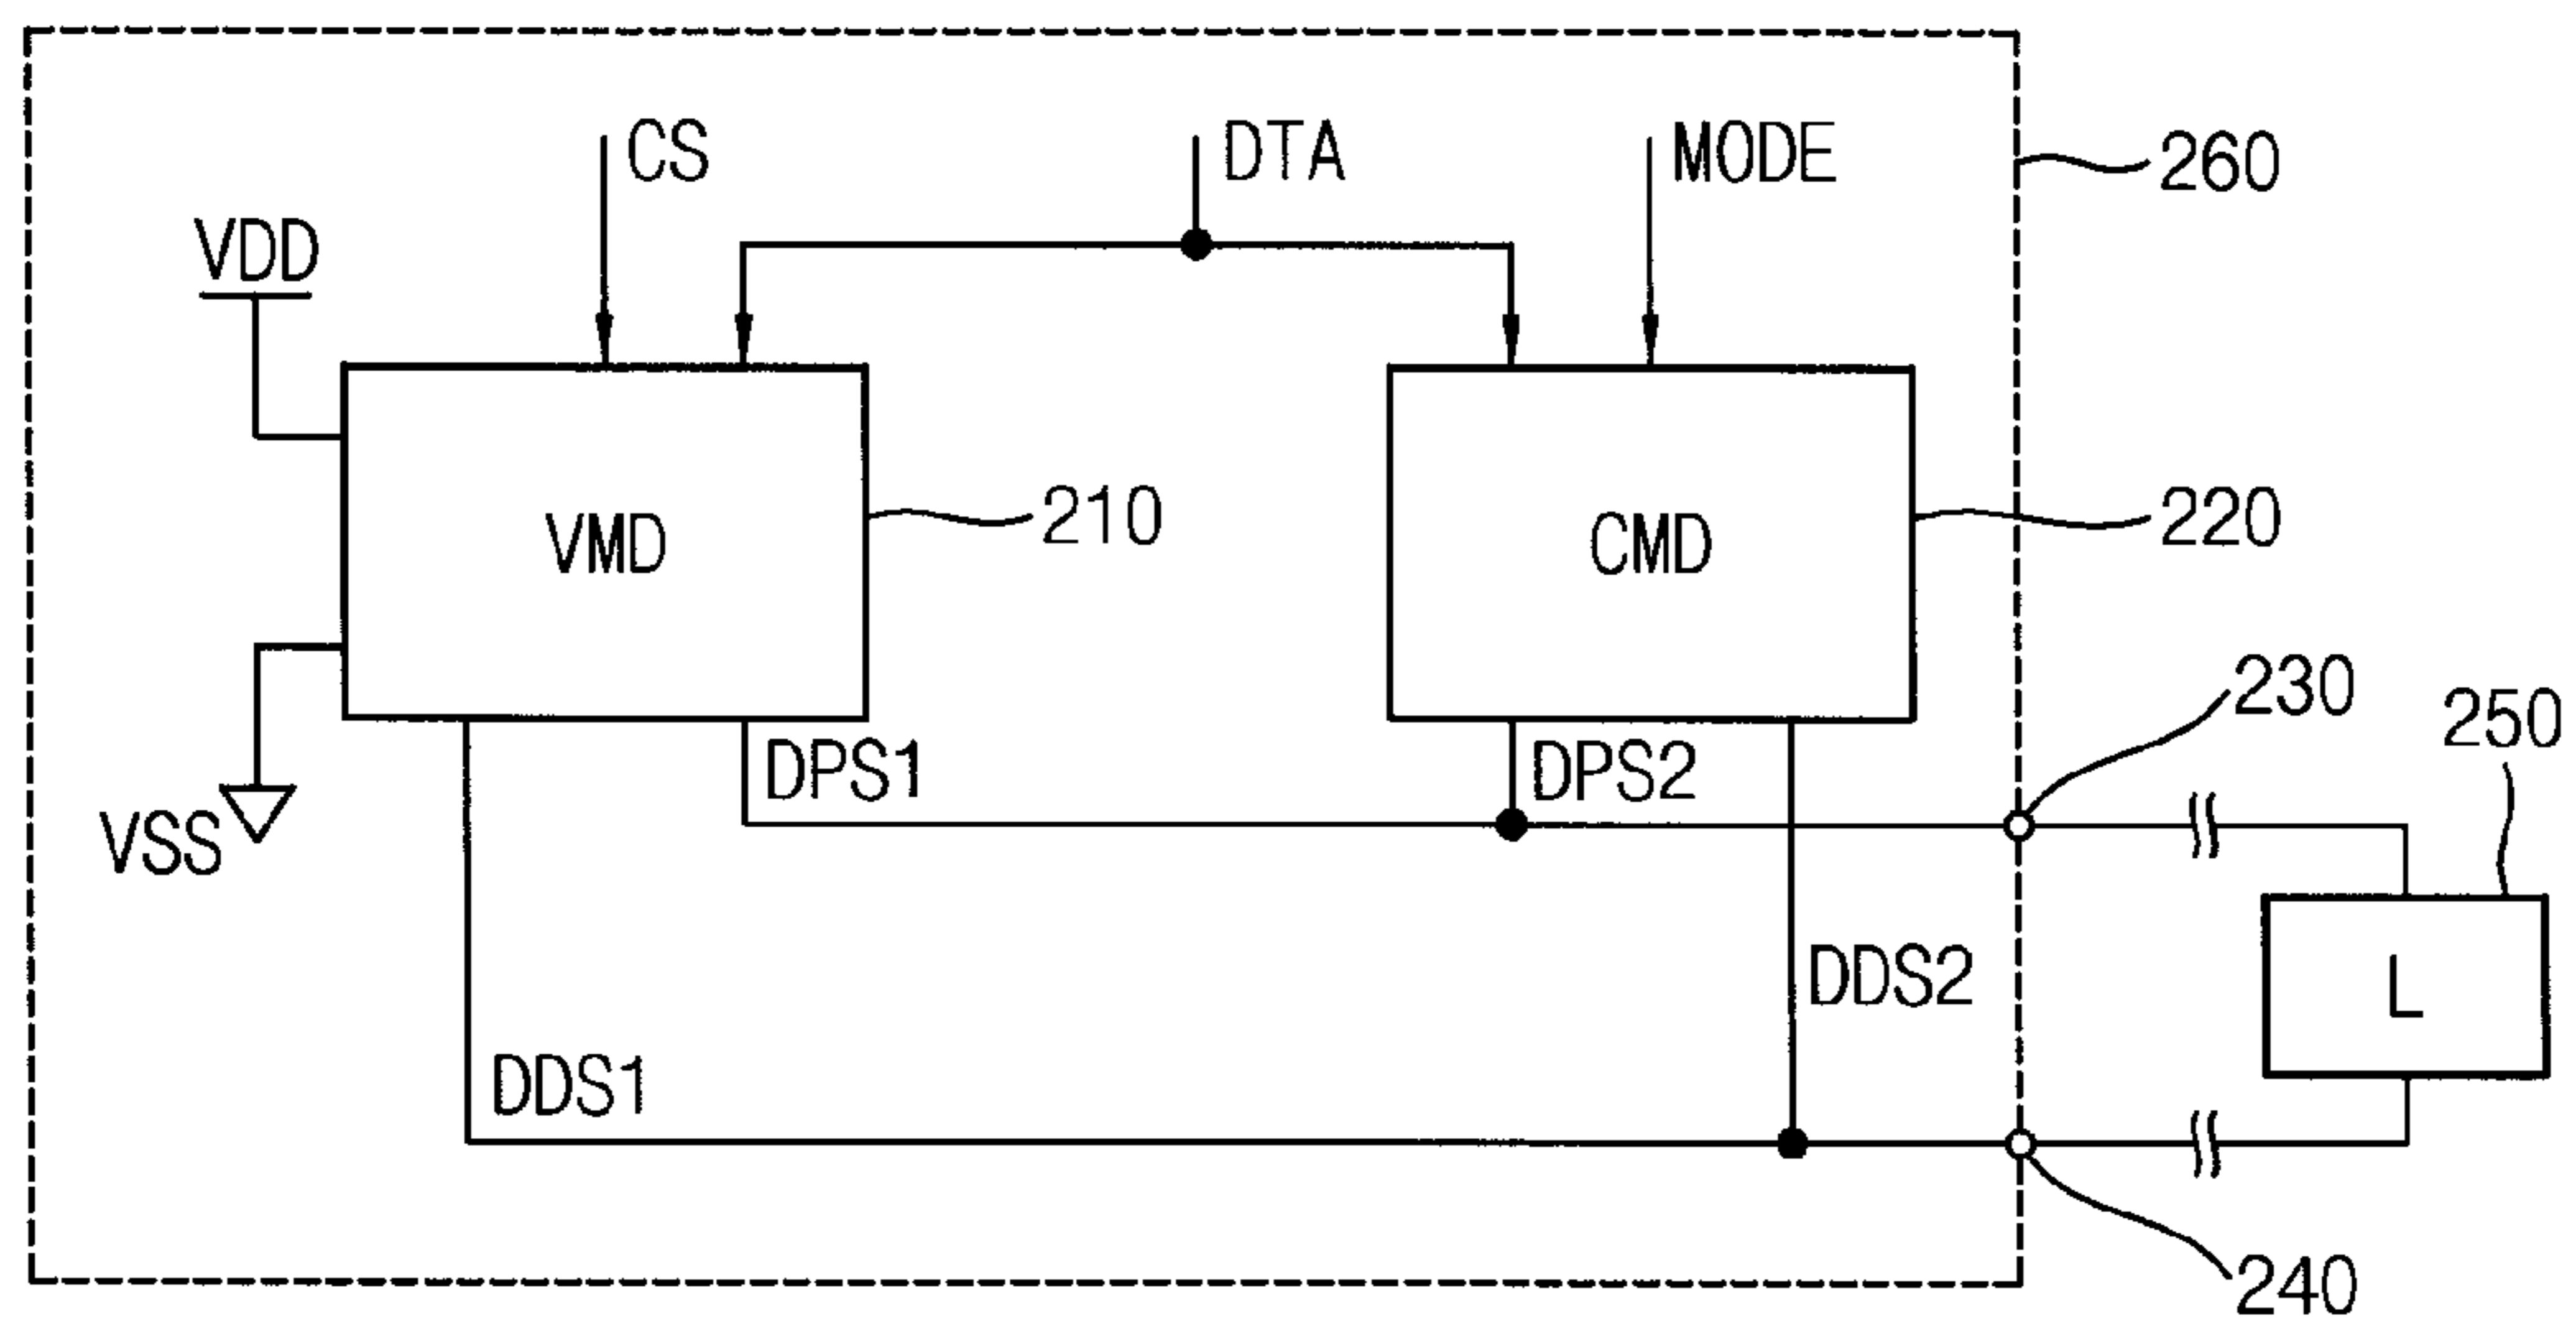 CS
DTA
MODE
260
VDD
VMD
210
CMD
220
230
250
DPS1
DPS2
VSS
L
DDS2
DDS1
240